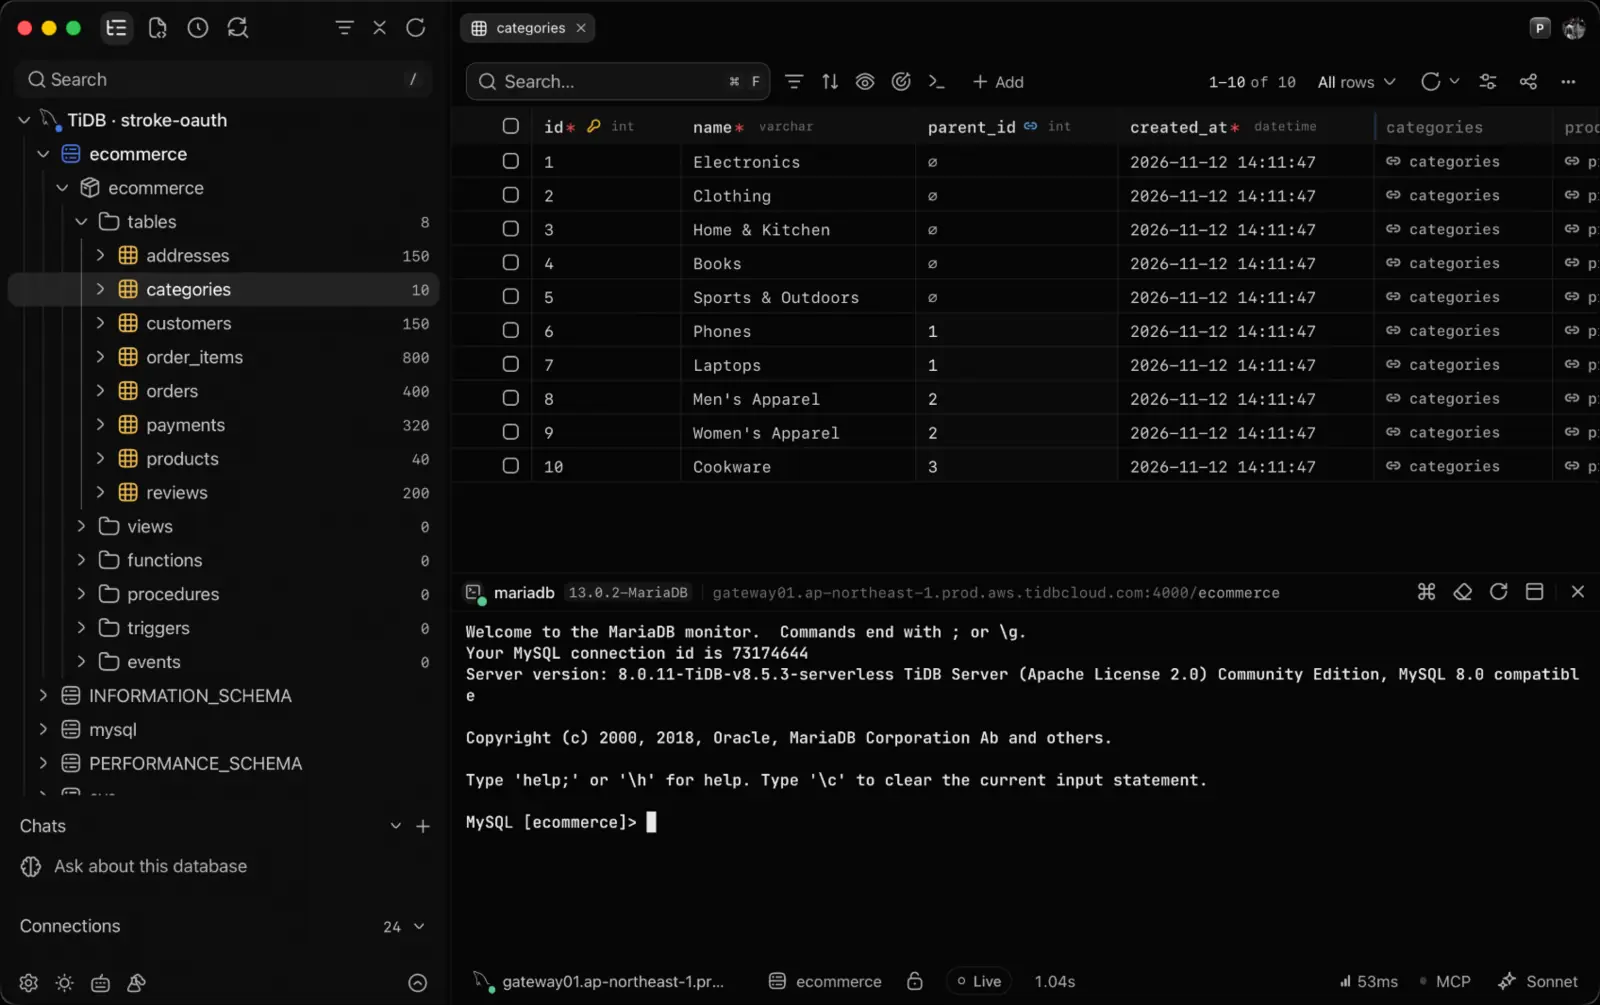 categories
P
Search
/
Search...
⌘ F
Add
1–10 of 10
All rows
TiDB · stroke-oauth
ecommerce
ecommerce
tables 8
addresses 150
categories 10
customers 150
order_items 800
orders 400
payments 320
products 40
reviews 200
views 0
functions 0
procedures 0
triggers 0
events 0
INFORMATION_SCHEMA
mysql
PERFORMANCE_SCHEMA
Chats
Ask about this database
Connections 24
id* int name* varchar parent_id int created_at* datetime categories
1 Electronics ∅ 2026-11-12 14:11:47 categories
2 Clothing ∅ 2026-11-12 14:11:47 categories
3 Home & Kitchen ∅ 2026-11-12 14:11:47 categories
4 Books ∅ 2026-11-12 14:11:47 categories
5 Sports & Outdoors ∅ 2026-11-12 14:11:47 categories
6 Phones 1 2026-11-12 14:11:47 categories
7 Laptops 1 2026-11-12 14:11:47 categories
8 Men's Apparel 2 2026-11-12 14:11:47 categories
9 Women's Apparel 2 2026-11-12 14:11:47 categories
10 Cookware 3 2026-11-12 14:11:47 categories
mariadb 13.0.2-MariaDB gateway01.ap-northeast-1.prod.aws.tidbcloud.com:4000/ecommerce
Welcome to the MariaDB monitor.  Commands end with ; or \g.
Your MySQL connection id is 73174644
Server version: 8.0.11-TiDB-v8.5.3-serverless TiDB Server (Apache License 2.0) Community Edition, MySQL 8.0 compatibl
e
Copyright (c) 2000, 2018, Oracle, MariaDB Corporation Ab and others.
Type 'help;' or '\h' for help. Type '\c' to clear the current input statement.
MySQL [ecommerce]>
gateway01.ap-northeast-1.pr... ecommerce Live 1.04s 53ms MCP Sonnet